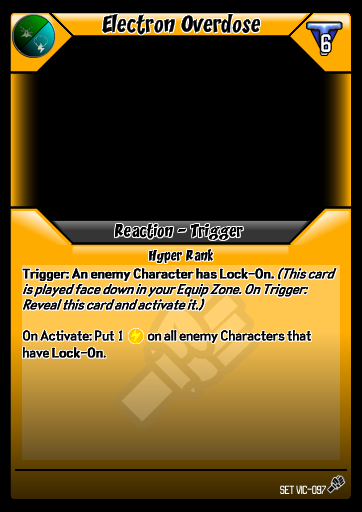 Electron Overdose
6
Reaction - Trigger
Hyper Rank
Trigger: An enemy Character has Lock-On. (This card
is played face down in your Equip Zone. On Trigger:
Reveal this card and activate it.)
On Activate: Put 1 on all enemy Characters that
have Lock-On.
SET VIC-097